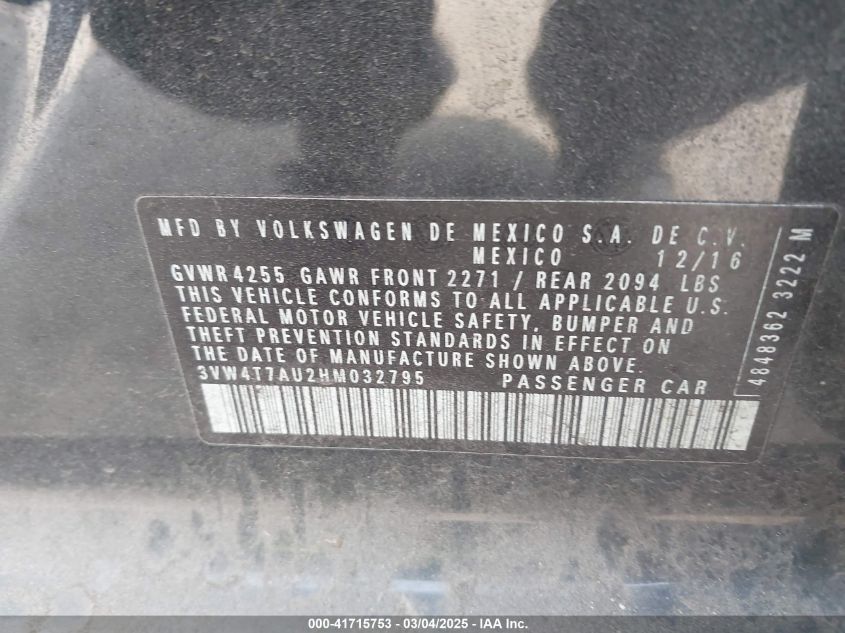 MFD BY VOLKSWAGEN DE MEXICO S.A. DE C.V.
MEXICO 12/16
GVWR 4255 GAWR FRONT 2271 / REAR 2094 LBS
THIS VEHICLE CONFORMS TO ALL APPLICABLE U.S.
FEDERAL MOTOR VEHICLE SAFETY, BUMPER AND
THEFT PREVENTION STANDARDS IN EFFECT ON
THE DATE OF MANUFACTURE SHOWN ABOVE.
3VW4T7AU2HM032795 PASSENGER CAR
4848362 3222 M
000-41715753 - 03/04/2025 - IAA Inc.